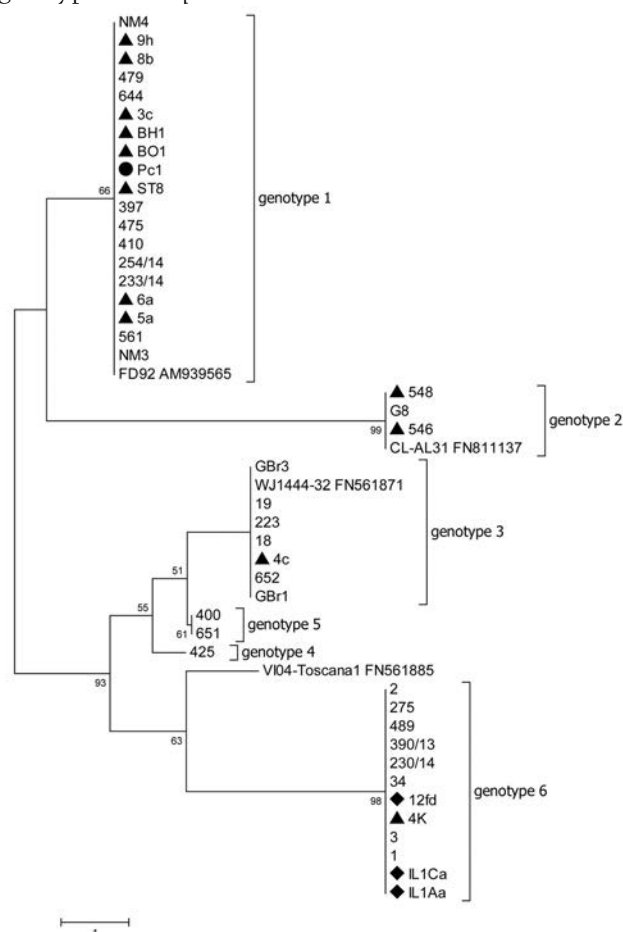 NM4
▲ 9h
▲ 8b
479
644
▲ 3c
▲ BH1
▲ BO1
● Pc1
66
▲ ST8
genotype 1
397
475
410
254/14
233/14
▲ 6a
▲ 5a
561
NM3
FD92 AM939565
▲ 548
G8
genotype 2
99
▲ 546
CL-AL31 FN811137
GBr3
WJ1444-32 FN561871
19
223
genotype 3
18
▲ 4c
51
652
GBr1
55
400
genotype 5
61
651
425
genotype 4
VI04-Toscana1 FN561885
93
2
275
489
63
390/13
230/14
34
genotype 6
98
◆ 12fd
▲ 4K
3
1
◆ IL1Ca
◆ IL1Aa